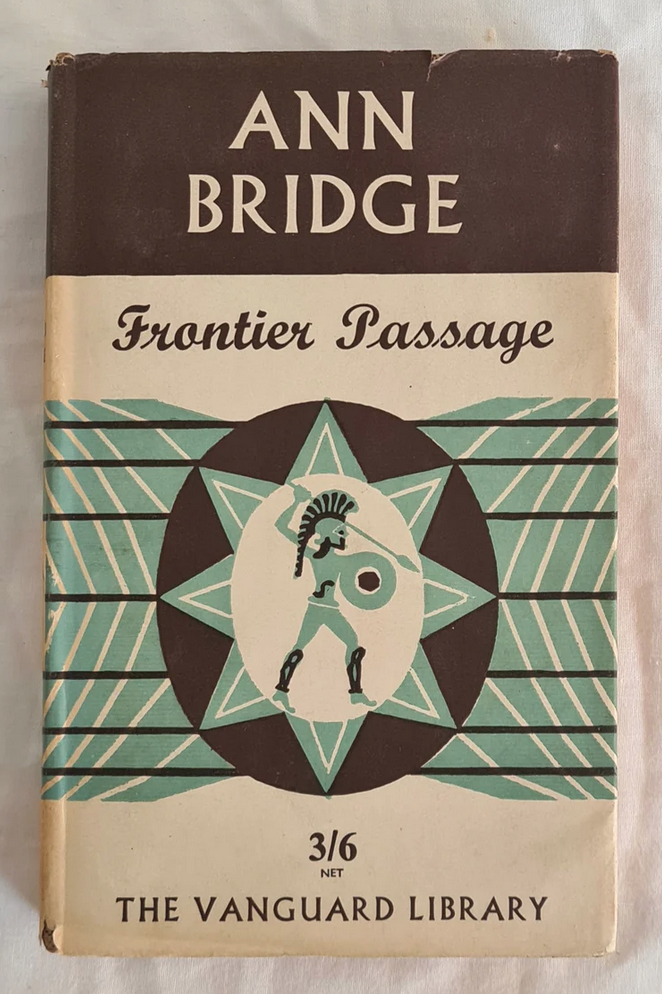 ANN
BRIDGE
Frontier Passage
3/6
NET
THE VANGUARD LIBRARY